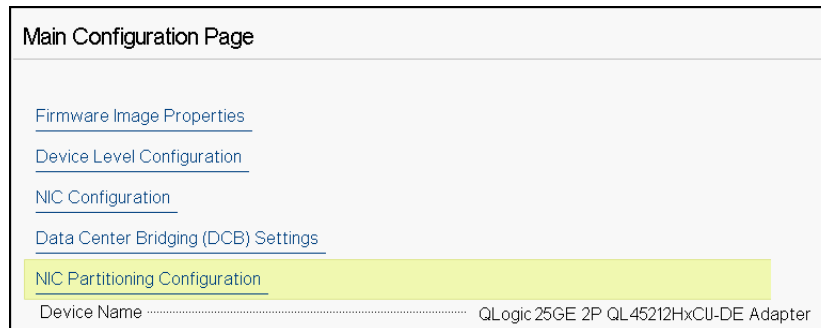 Main Configuration Page
Firmware Image Properties
Device Level Configuration
NIC Configuration
Data Center Bridging (DCB) Settings
NIC Partitioning Configuration
Device Name QLogic 25GE 2P QL45212HxCU-DE Adapter